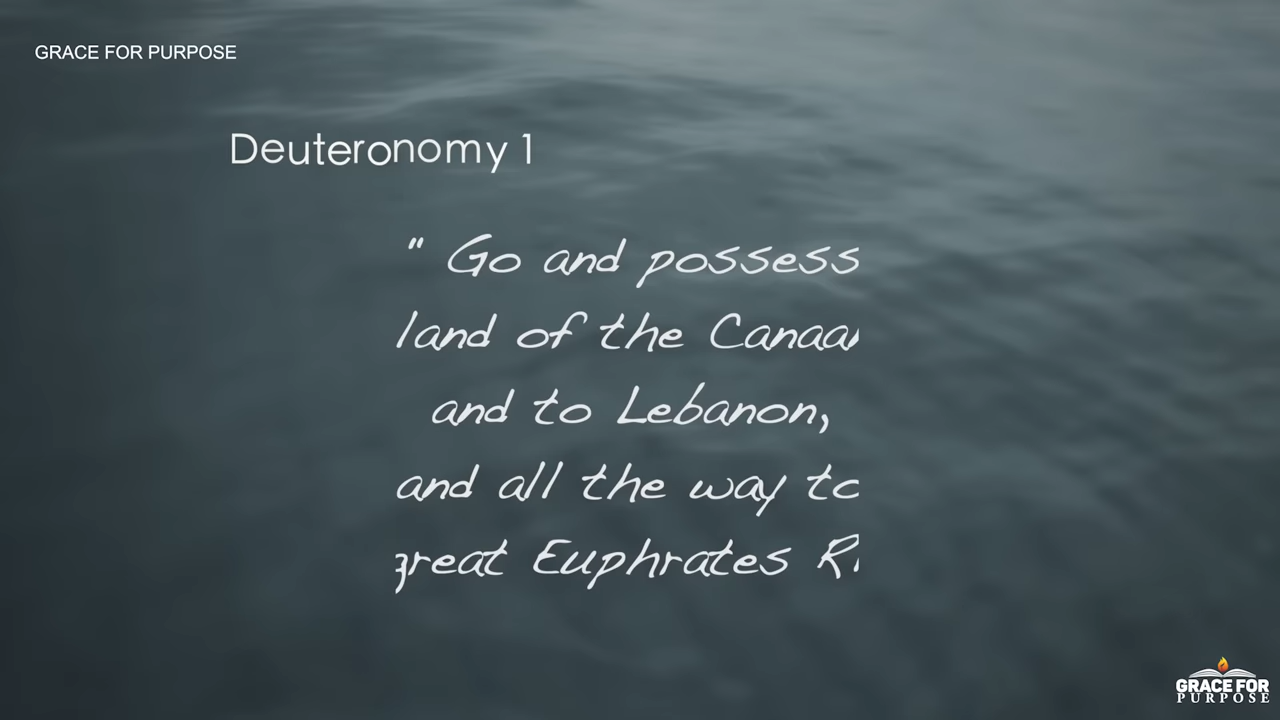 GRACE FOR PURPOSE
Deuteronomy 1
" Go and possess
land of the
and to Lebanon,
and all the way
great Euphrates
GRACE FOR
PURPOSE